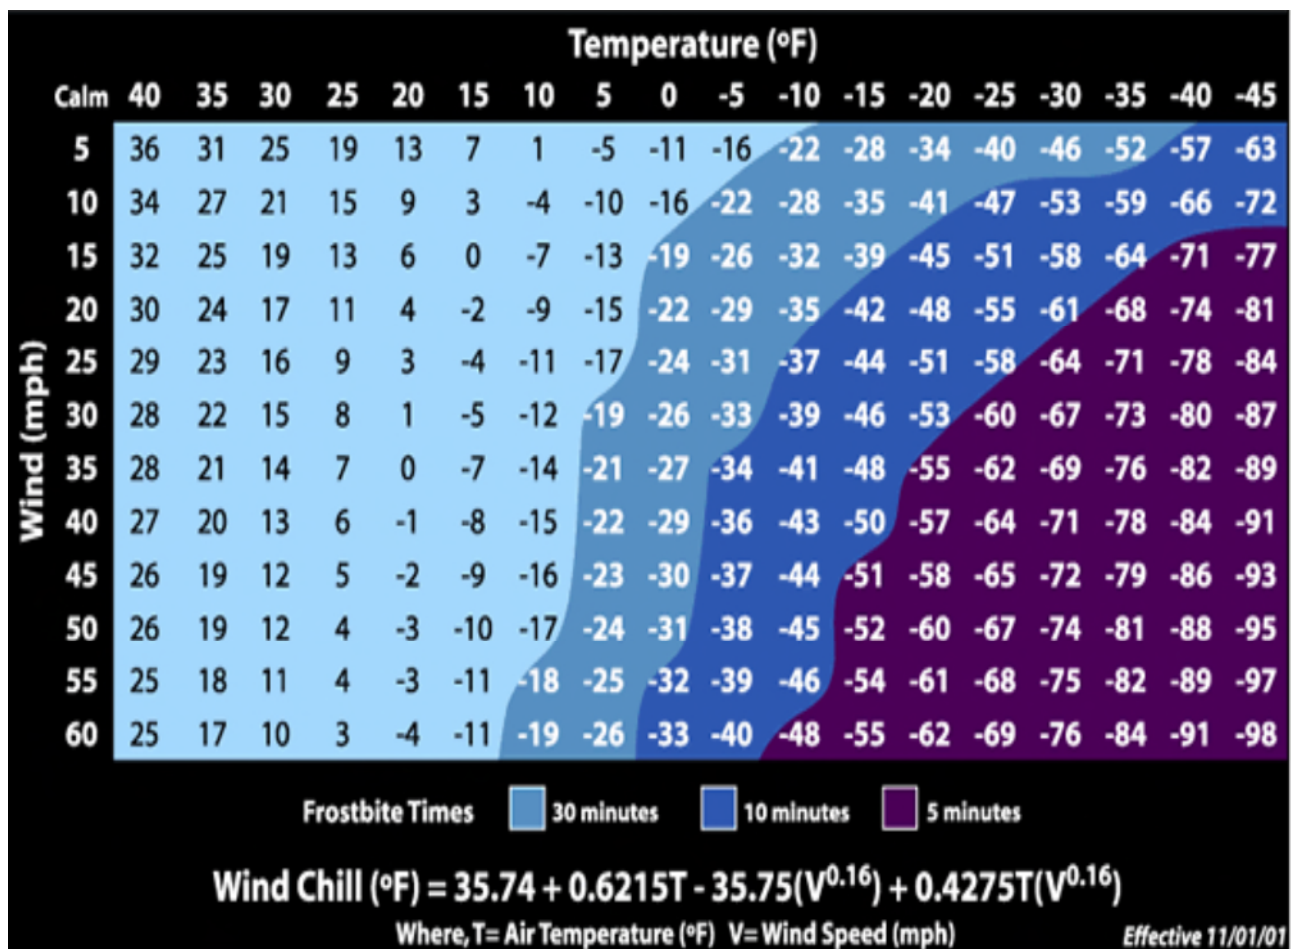 Temperature (ºF)
Calm 40 35 30 25 20 15 10 5 0 -5 -10 -15 -20 -25 -30 -35 -40 -45
5 36 31 25 19 13 7 1 -5 -11 -16 -22 -28 -34 -40 -46 -52 -57 -63
10 34 27 21 15 9 3 -4 -10 -16 -22 -28 -35 -41 -47 -53 -59 -66 -72
15 32 25 19 13 6 0 -7 -13 -19 -26 -32 -39 -45 -51 -58 -64 -71 -77
20 30 24 17 11 4 -2 -9 -15 -22 -29 -35 -42 -48 -55 -61 -68 -74 -81
25 29 23 16 9 3 -4 -11 -17 -24 -31 -37 -44 -51 -58 -64 -71 -78 -84
30 28 22 15 8 1 -5 -12 -19 -26 -33 -39 -46 -53 -60 -67 -73 -80 -87
35 28 21 14 7 0 -7 -14 -21 -27 -34 -41 -48 -55 -62 -69 -76 -82 -89
40 27 20 13 6 -1 -8 -15 -22 -29 -36 -43 -50 -57 -64 -71 -78 -84 -91
45 26 19 12 5 -2 -9 -16 -23 -30 -37 -44 -51 -58 -65 -72 -79 -86 -93
50 26 19 12 4 -3 -10 -17 -24 -31 -38 -45 -52 -60 -67 -74 -81 -88 -95
55 25 18 11 4 -3 -11 -18 -25 -32 -39 -46 -54 -61 -68 -75 -82 -89 -97
60 25 17 10 3 -4 -11 -19 -26 -33 -40 -48 -55 -62 -69 -76 -84 -91 -98
Wind (mph)
Frostbite Times 30 minutes 10 minutes 5 minutes
Wind Chill (ºF) = 35.74 + 0.6215T - 35.75(V^0.16) + 0.4275T(V^0.16)
Where, T= Air Temperature (ºF) V= Wind Speed (mph)
Effective 11/01/01